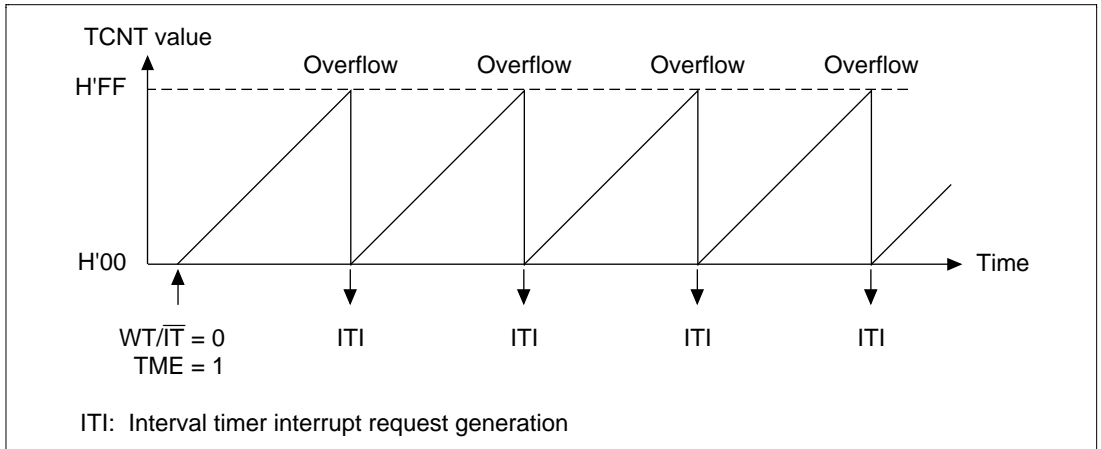 TCNT value
Overflow Overflow Overflow Overflow
H'FF
H'00
Time
WT/I̅T̅ = 0
TME = 1
ITI ITI ITI ITI
ITI: Interval timer interrupt request generation